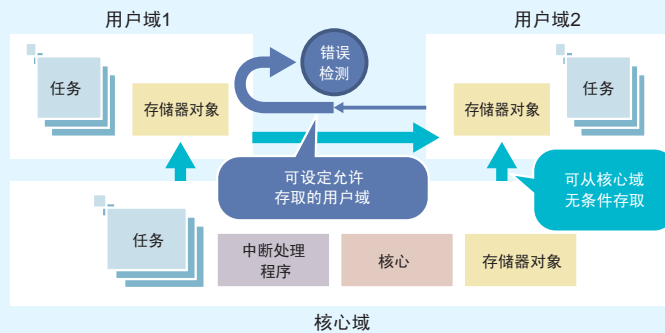 用户域1
用户域2
错误
检测
任务
存储器对象
存储器对象
任务
可设定允许
存取的用户域
可从核心域
无条件存取
任务
中断处理
程序
核心
存储器对象
核心域